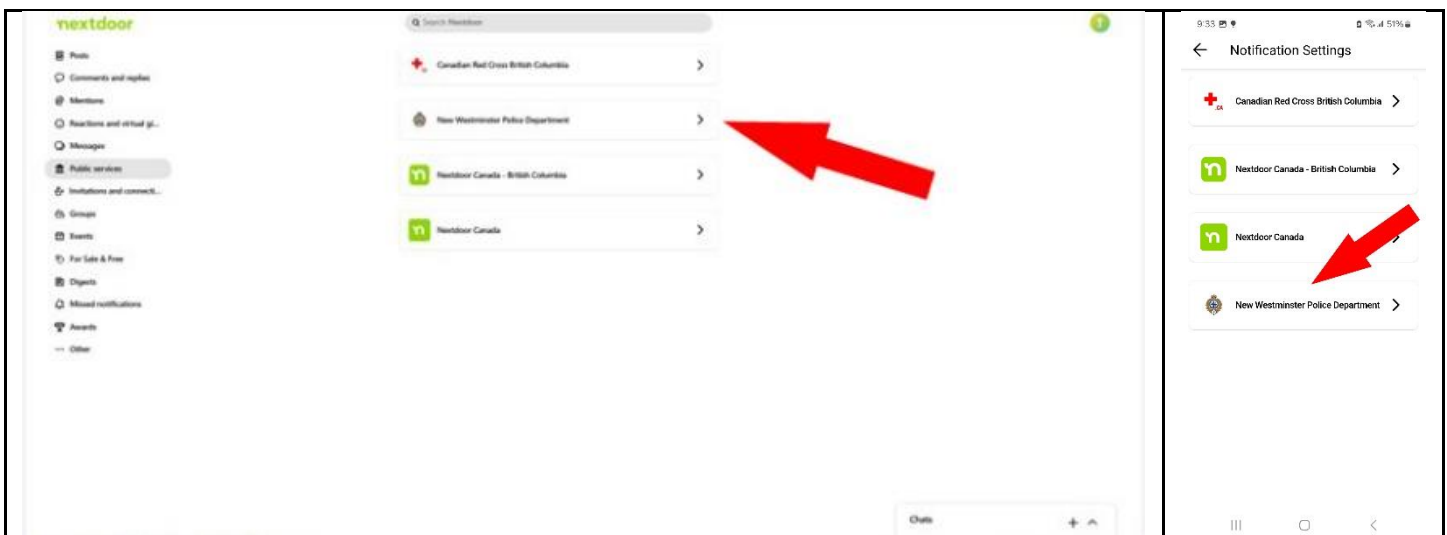 nextdoor
Search Nextdoor
Posts
Comments and replies
Mentions
Reactions and virtual gi...
Messages
Public services
Invitations and connecti...
Groups
Events
For Sale & Free
Digests
Missed notifications
Awards
Other
Canadian Red Cross British Columbia
New Westminster Police Department
Nextdoor Canada - British Columbia
Nextdoor Canada
Chats
9:33
51%
Notification Settings
Canadian Red Cross British Columbia
Nextdoor Canada - British Columbia
Nextdoor Canada
New Westminster Police Department